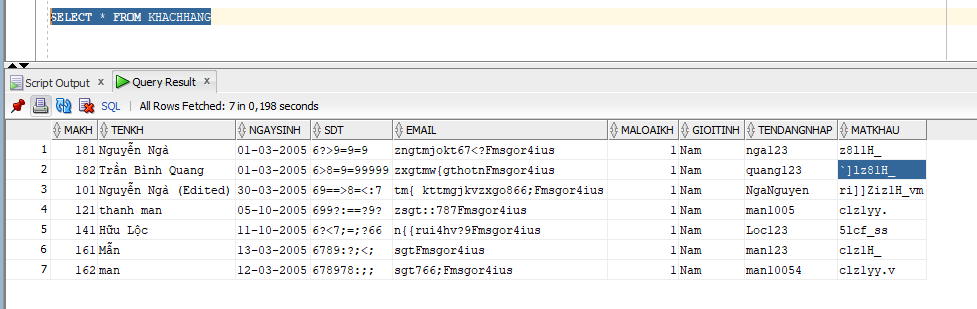 SELECT * FROM KHACHHANG
Script Output x Query Result x
SQL | All Rows Fetched: 7 in 0,198 seconds
MAKH TENKH NGAYSINH SDT EMAIL MALOAIKH GIOITINH TENDANGNHAP MATKHAU
1 181 Nguyễn Ngà 01-03-2005 6?>9=9=9 zngtmjokt67<?Fmsgor4ius 1 Nam nga123 z8llH_
2 182 Trần Bình Quang 01-03-2005 6>8=9=99999 zxgtmw{gthotnFmsgor4ius 1 Nam quang123 `]lz8lH_
3 101 Nguyễn Ngà (Edited) 30-03-2005 69==>8=<:7 tm{ kttmgjkvzxgo866;Fmsgor4ius 1 Nam NgaNguyen ri]]ZizlH_vm
4 121 thanh man 05-10-2005 699?:==?9? zsgt::787Fmsgor4ius 1 Nam man1005 clzlyy.
5 141 Hữu Lộc 11-10-2005 6?<7;=;?66 n{{rui4hv?9Fmsgor4ius 1 Nam Loc123 5lcf_ss
6 161 Mẫn 13-03-2005 6789:?;<; sgtFmsgor4ius 1 Nam man123 clzlH_
7 162 man 12-03-2005 678978:;; sgt766;Fmsgor4ius 1 Nam man10054 clzlyy.v